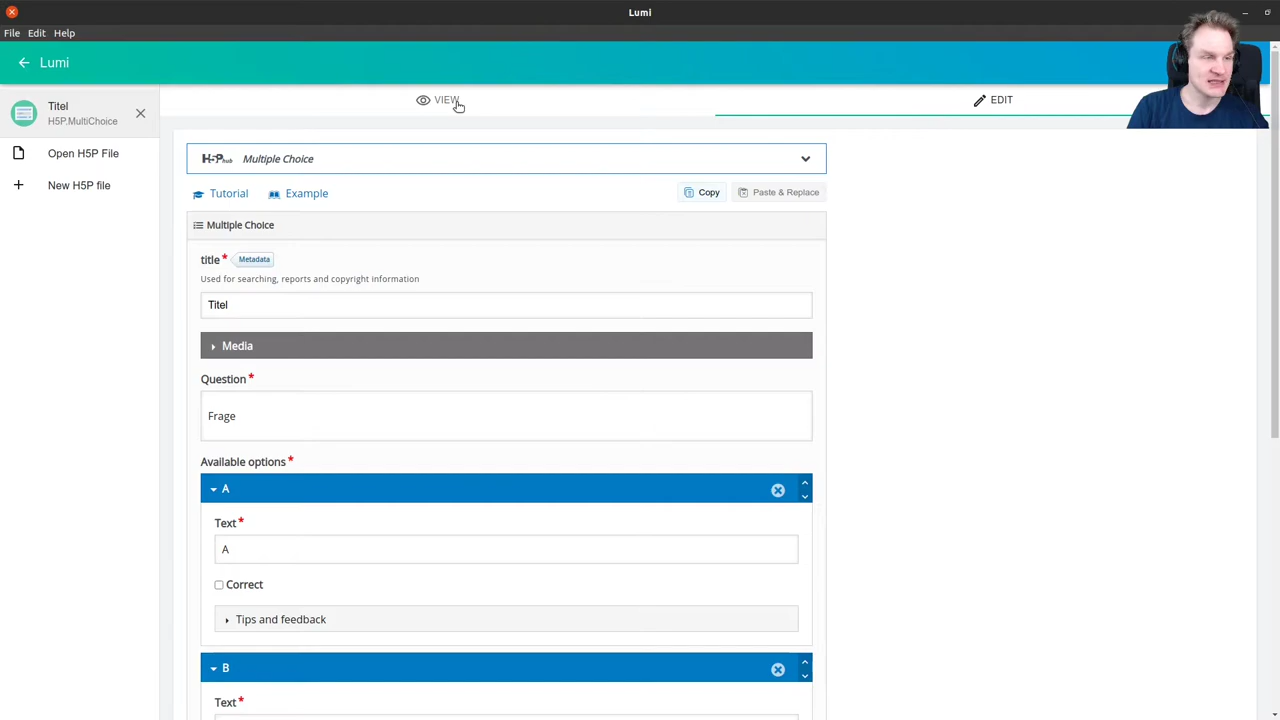 Lumi
File Edit Help
Lumi
Titel
H5P.MultiChoice
Open H5P File
New H5P file
VIEW
EDIT
H5Phub Multiple Choice
Tutorial Example Copy Paste & Replace
Multiple Choice
title* Metadata
Used for searching, reports and copyright information
Titel
Media
Question*
Frage
Available options*
A
Text*
A
Correct
Tips and feedback
B
Text*